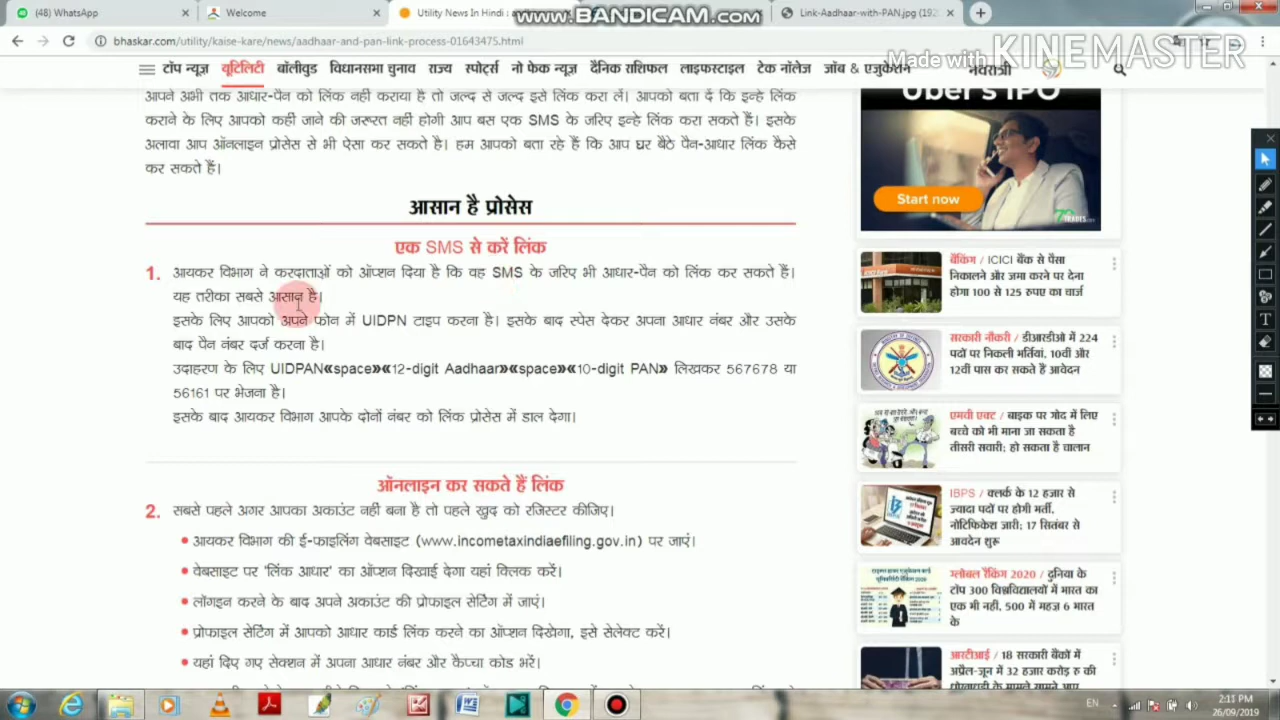 (48) WhatsApp
Welcome
Utility News In Hindi :
Link-Aadhaar-with-PAN.jpg (192
www.BANDICAM.com
bhaskar.com/utility/kaise-kare/news/aadhaar-and-pan-link-process-01643475.html
Made with KINEMASTER
टॉप न्यूज़ यूटिलिटी बॉलीवुड विधानसभा चुनाव राज्य स्पोर्ट्स नो फेक न्यूज़ दैनिक राशिफल लाइफस्टाइल टेक नॉलेज जॉब & एजुकेशन नवरात्री
आपने अभी तक आधार-पैन को लिंक नहीं कराया है तो जल्द से जल्द इसे लिंक करा लें। आपको बता दें कि इन्हें लिंक
कराने के लिए आपको कहीं जाने की जरूरत नहीं होगी आप बस एक SMS के जरिए इन्हे लिंक करा सकते हैं। इसके
अलावा आप ऑनलाइन प्रोसेस से भी ऐसा कर सकते है। हम आपको बता रहे हैं कि आप घर बैठे पैन-आधार लिंक कैसे
कर सकते हैं।
आसान है प्रोसेस
एक SMS से करें लिंक
1. आयकर विभाग ने करदाताओं को ऑप्शन दिया है कि वह SMS के जरिए भी आधार-पैन को लिंक कर सकते हैं।
यह तरीका सबसे आसान है।
इसके लिए आपको अपने फोन में UIDPN टाइप करना है। इसके बाद स्पेस देकर अपना आधार नंबर और उसके
बाद पैन नंबर दर्ज करना है।
उदाहरण के लिए UIDPAN«space»«12-digit Aadhaar»«space»«10-digit PAN» लिखकर 567678 या
56161 पर भेजना है।
इसके बाद आयकर विभाग आपके दोनों नंबर को लिंक प्रोसेस में डाल देगा।
ऑनलाइन कर सकते हैं लिंक
2. सबसे पहले अगर आपका अकाउंट नहीं बना है तो पहले खुद को रजिस्टर कीजिए।
• आयकर विभाग की ई-फाइलिंग वेबसाइट (www.incometaxindiaefiling.gov.in) पर जाएं।
• वेबसाइट पर 'लिंक आधार' का ऑप्शन दिखाई देगा यहां क्लिक करें।
करने के बाद अपने अकाउंट की प्रोफाइल सेटिंग में जाएं।
• प्रोफाइल सेटिंग में आपको आधार कार्ड लिंक करने का ऑप्शन दिखेगा, इसे सेलेक्ट करें।
• यहां दिए गए सेक्शन में अपना आधार नंबर और कैप्चा कोड भरें।
Uber's IPO
Start now
TRADES
बैंकिंग / ICICI बैंक से पैसा
निकालने और जमा करने पर देना
होगा 100 से 125 रुपए का चार्ज
सरकारी नौकरी / डीआरडीओ में 224
पदों पर निकली भर्तियां, 10वीं और
12वीं पास कर सकते हैं आवेदन
एमवी एक्ट / बाइक पर गोद में लिए
बच्चे को भी माना जा सकता है
तीसरी सवारी; हो सकता है चालान
IBPS / क्लर्क के 12 हजार से
ज्यादा पदों पर होगी भर्ती,
नोटिफिकेशन जारी; 17 सितंबर से
आवदेन शुरू
ग्लोबल रैंकिंग 2020 / दुनिया के
टॉप 300 विश्वविद्यालयों में भारत का
एक भी नहीं, 500 में महज 6 भारत
के
आरटीआई / 18 सरकारी बैंकों में
अप्रैल-जून में 32 हजार करोड़ रु की
धोखाधड़ी के मामले सामने आए
EN
2:11 PM
26/09/2019